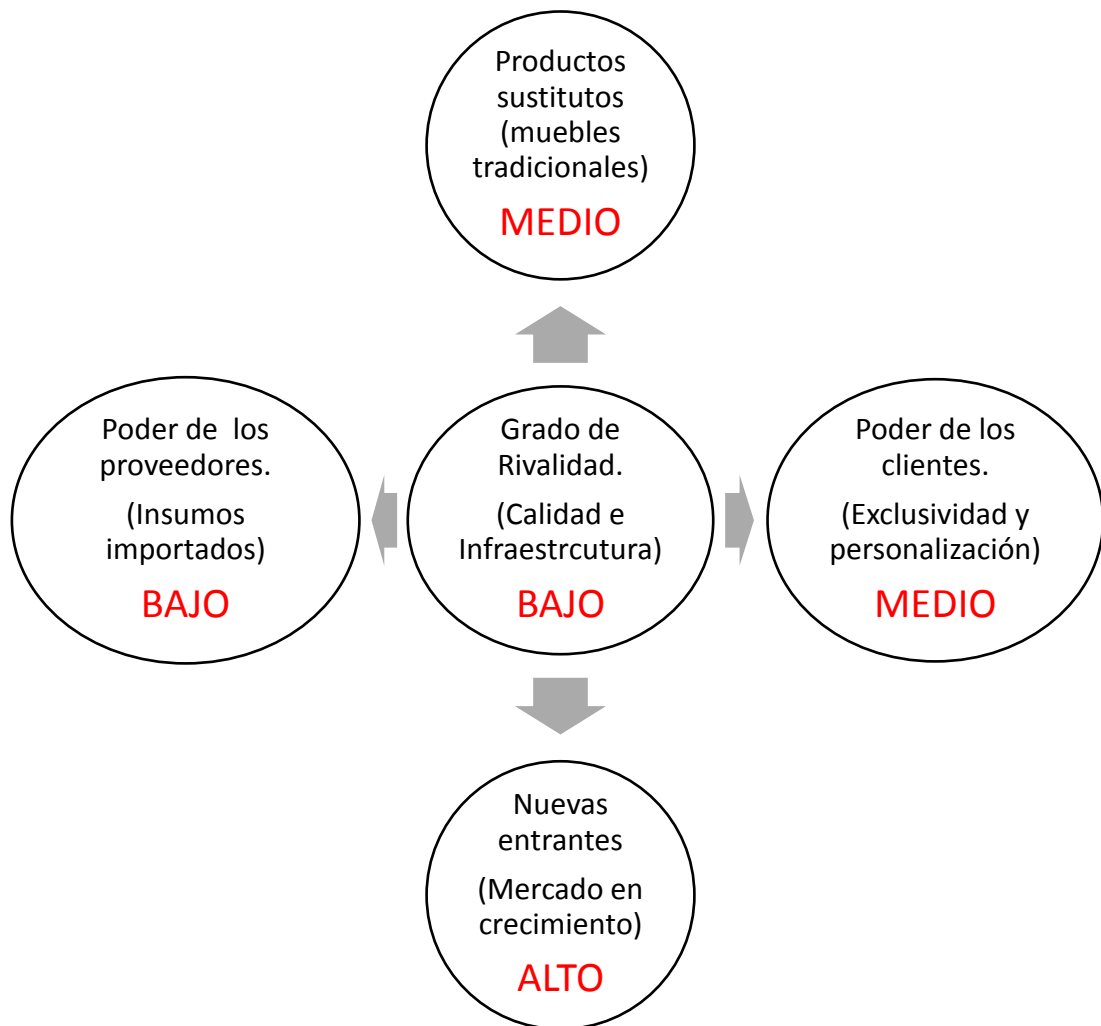 Productos
sustitutos
(muebles
tradicionales)
MEDIO
Poder de  los
proveedores.
(Insumos
importados)
BAJO
Grado de
Rivalidad.
(Calidad e
Infraestrcutura)
BAJO
Poder de los
clientes.
(Exclusividad y
personalización)
MEDIO
Nuevas
entrantes
(Mercado en
crecimiento)
ALTO